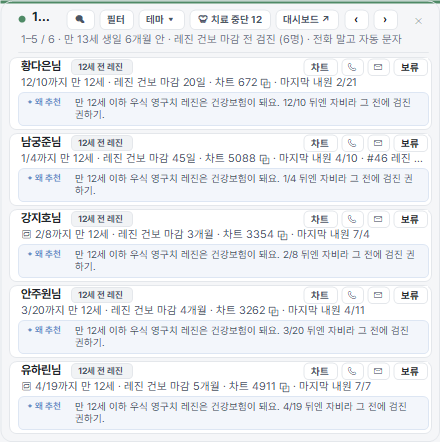 1...
필터
테마
치료 중단 12
대시보드 ↗
‹
›
×
1–5 / 6 · 만 13세 생일 6개월 안 · 레진 건보 마감 전 검진 (6명) · 전화 말고 자동 문자
황다은님 12세 전 레진 차트 보류
12/10까지 만 12세 · 레진 건보 마감 20일 · 차트 672 · 마지막 내원 2/21
• 왜 추천 만 12세 이하 우식 영구치 레진은 건강보험이 돼요. 12/10 뒤엔 자비라 그 전에 검진
권하기.
남궁준님 12세 전 레진 차트 보류
1/4까지 만 12세 · 레진 건보 마감 45일 · 차트 5088 · 마지막 내원 4/10 · #46 레진 ...
• 왜 추천 만 12세 이하 우식 영구치 레진은 건강보험이 돼요. 1/4 뒤엔 자비라 그 전에 검진
권하기.
강지호님 12세 전 레진 차트 보류
2/8까지 만 12세 · 레진 건보 마감 3개월 · 차트 3354 · 마지막 내원 7/4
• 왜 추천 만 12세 이하 우식 영구치 레진은 건강보험이 돼요. 2/8 뒤엔 자비라 그 전에 검진 권
하기.
안주원님 12세 전 레진 차트 보류
3/20까지 만 12세 · 레진 건보 마감 4개월 · 차트 3262 · 마지막 내원 4/11
• 왜 추천 만 12세 이하 우식 영구치 레진은 건강보험이 돼요. 3/20 뒤엔 자비라 그 전에 검진
권하기.
유하린님 12세 전 레진 차트 보류
4/19까지 만 12세 · 레진 건보 마감 5개월 · 차트 4911 · 마지막 내원 7/7
• 왜 추천 만 12세 이하 우식 영구치 레진은 건강보험이 돼요. 4/19 뒤엔 자비라 그 전에 검진
권하기.